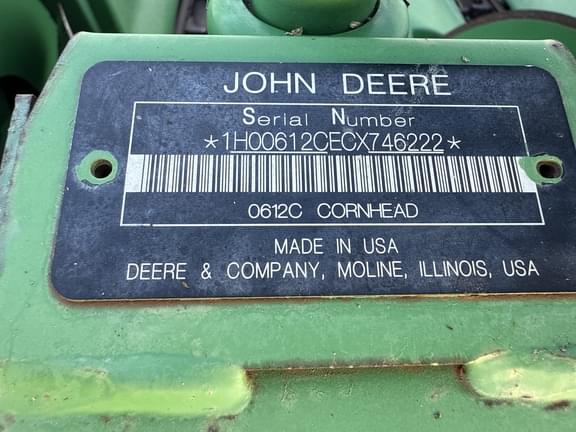 JOHN DEERE
Serial Number
*1H00612CECX746222*
0612C CORNHEAD
MADE IN USA
DEERE & COMPANY, MOLINE, ILLINOIS, USA